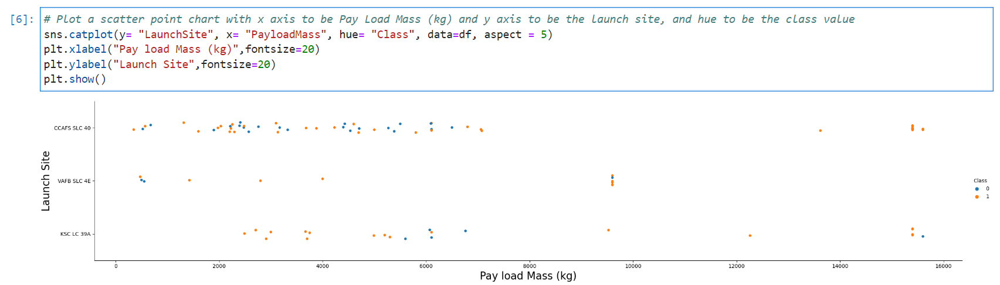 [6]: # Plot a scatter point chart with x axis to be Pay Load Mass (kg) and y axis to be the launch site, and hue to be the class value
sns.catplot(y= "LaunchSite", x= "PayloadMass", hue= "Class", data=df, aspect = 5)
plt.xlabel("Pay load Mass (kg)",fontsize=20)
plt.ylabel("Launch Site",fontsize=20)
plt.show()
Launch Site
CCAFS SLC 40
VAFB SLC 4E
KSC LC 39A
Class
0
1
0 2000 4000 6000 8000 10000 12000 14000 16000
Pay load Mass (kg)